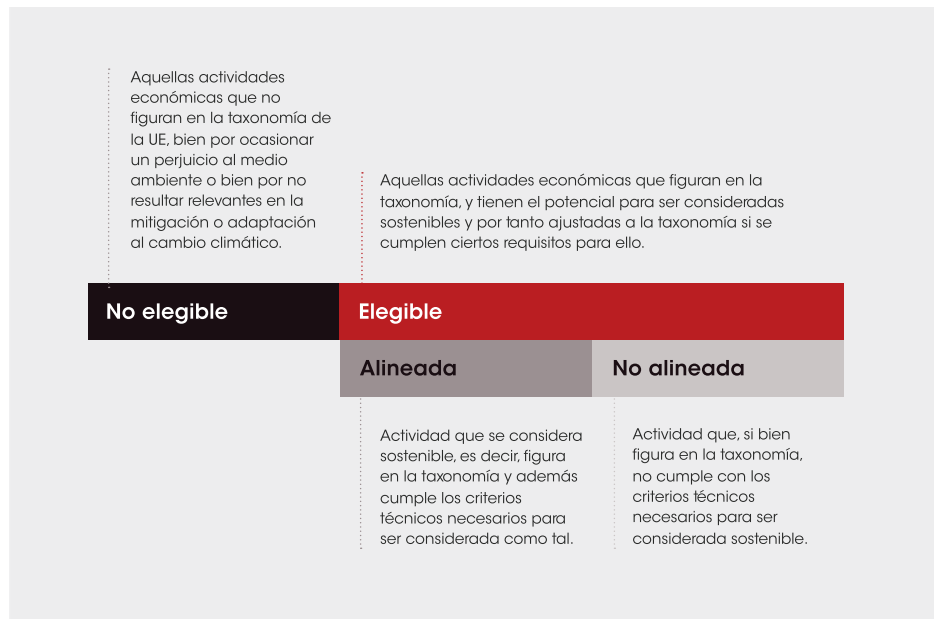 Aquellas actividades
económicas que no
figuran en la taxonomía de
la UE, bien por ocasionar
un perjuicio al medio
ambiente o bien por no
resultar relevantes en la
mitigación o adaptación
al cambio climático.
Aquellas actividades económicas que figuran en la
taxonomía, y tienen el potencial para ser consideradas
sostenibles y por tanto ajustadas a la taxonomía si se
cumplen ciertos requisitos para ello.
No elegible
Elegible
Alineada
No alineada
Actividad que se considera
sostenible, es decir, figura
en la taxonomía y además
cumple los criterios
técnicos necesarios para
ser considerada como tal.
Actividad que, si bien
figura en la taxonomía,
no cumple con los
criterios técnicos
necesarios para ser
considerada sostenible.